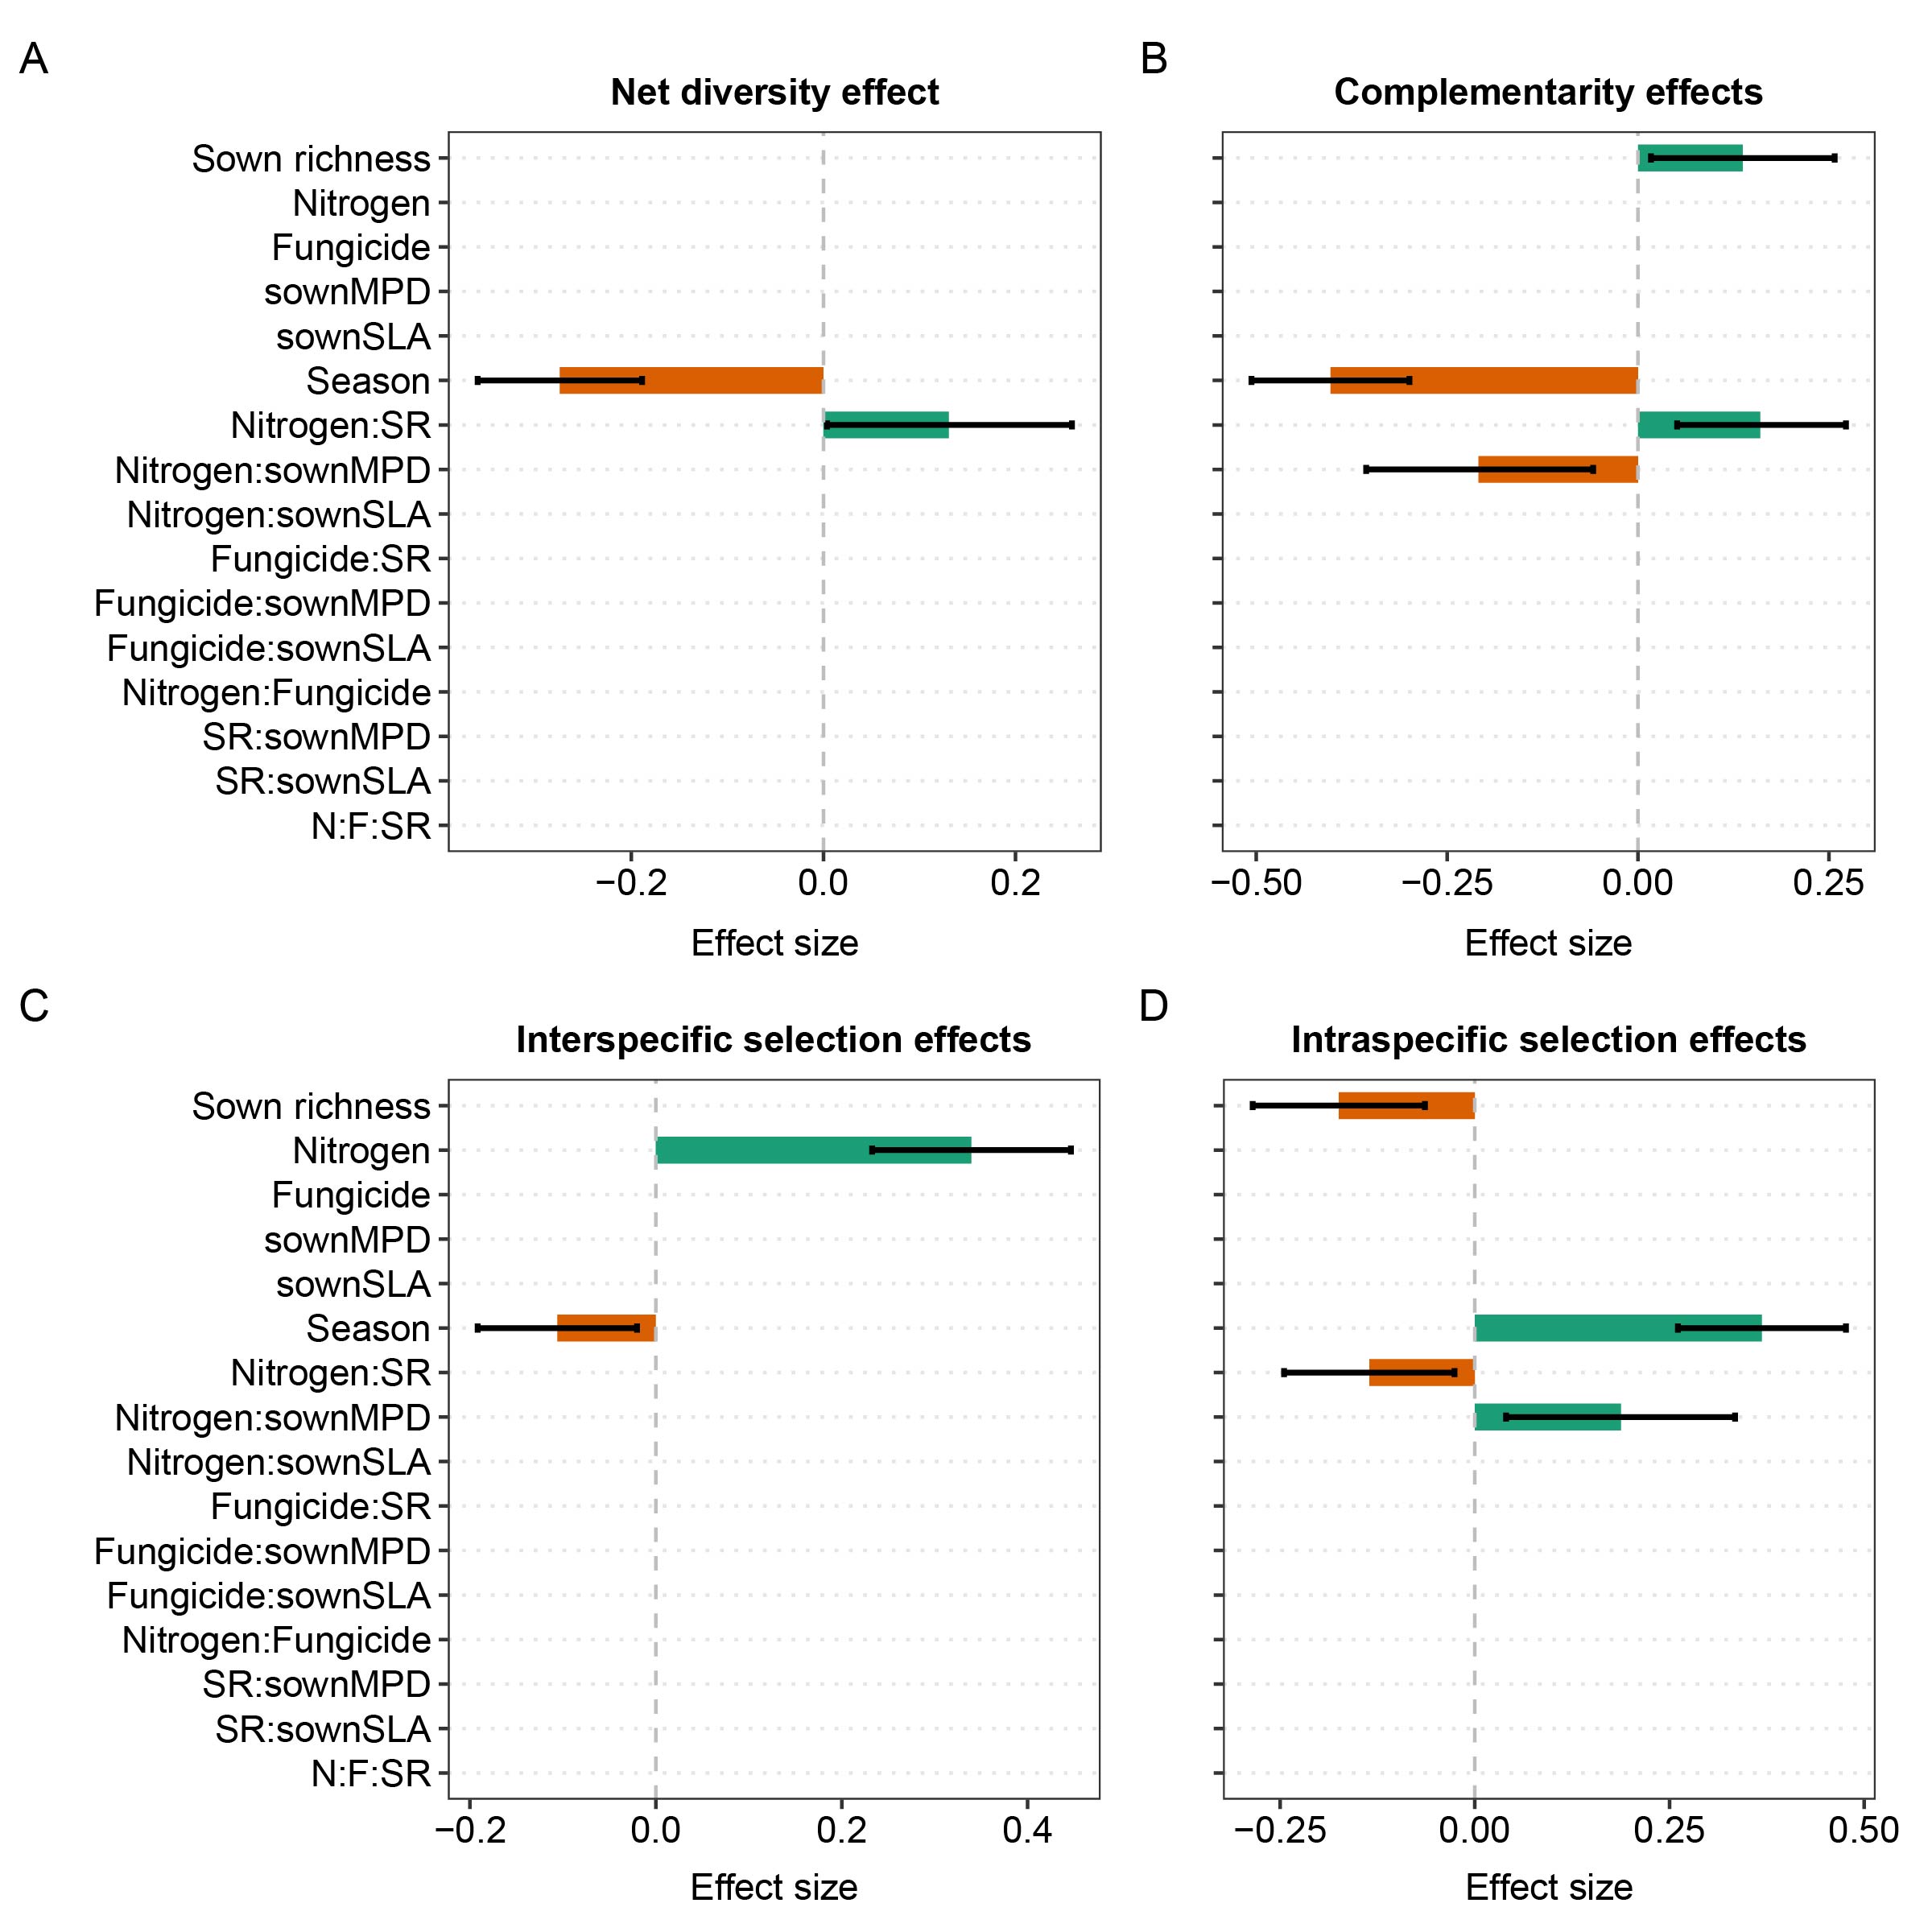 A
B
Net diversity effect
Complementarity effects
Sown richness
Nitrogen
Fungicide
sownMPD
sownSLA
Season
Nitrogen:SR
Nitrogen:sownMPD
Nitrogen:sownSLA
Fungicide:SR
Fungicide:sownMPD
Fungicide:sownSLA
Nitrogen:Fungicide
SR:sownMPD
SR:sownSLA
N:F:SR
−0.2 0.0 0.2
−0.50 −0.25 0.00 0.25
Effect size
Effect size
C
D
Interspecific selection effects
Intraspecific selection effects
Sown richness
Nitrogen
Fungicide
sownMPD
sownSLA
Season
Nitrogen:SR
Nitrogen:sownMPD
Nitrogen:sownSLA
Fungicide:SR
Fungicide:sownMPD
Fungicide:sownSLA
Nitrogen:Fungicide
SR:sownMPD
SR:sownSLA
N:F:SR
−0.2 0.0 0.2 0.4
−0.25 0.00 0.25 0.50
Effect size
Effect size